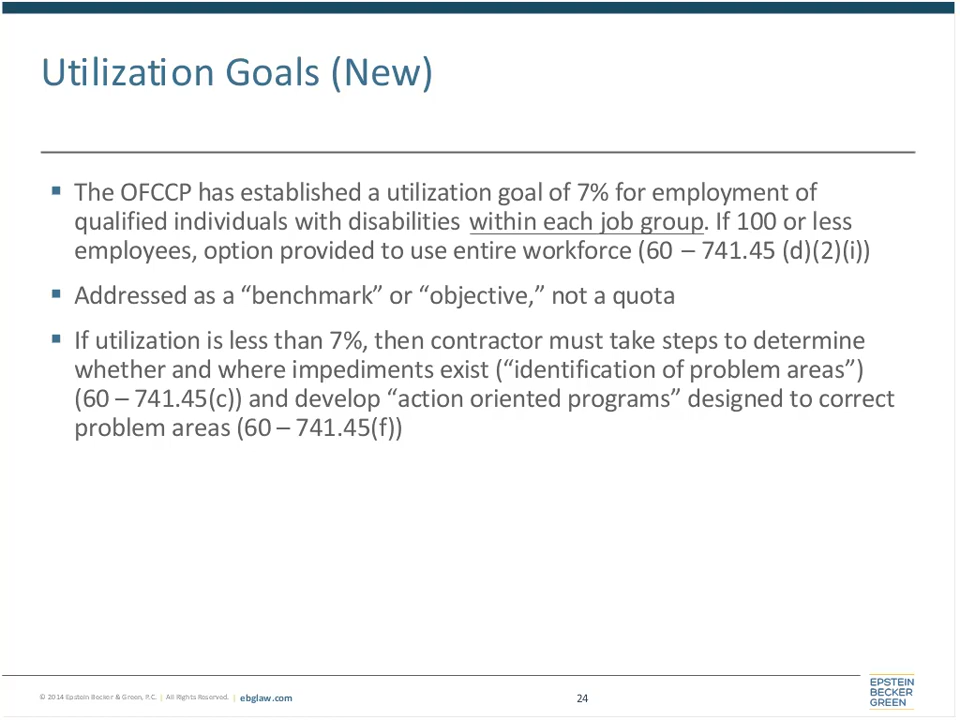 Utilization Goals (New)
▪ The OFCCP has established a utilization goal of 7% for employment of
qualified individuals with disabilities within each job group. If 100 or less
employees, option provided to use entire workforce (60 – 741.45 (d)(2)(i))
▪ Addressed as a “benchmark” or “objective,” not a quota
▪ If utilization is less than 7%, then contractor must take steps to determine
whether and where impediments exist (“identification of problem areas”)
(60 – 741.45(c)) and develop “action oriented programs” designed to correct
problem areas (60 – 741.45(f))
© 2014 Epstein Becker & Green, P.C. | All Rights Reserved. | ebglaw.com
24
EPSTEIN
BECKER
GREEN